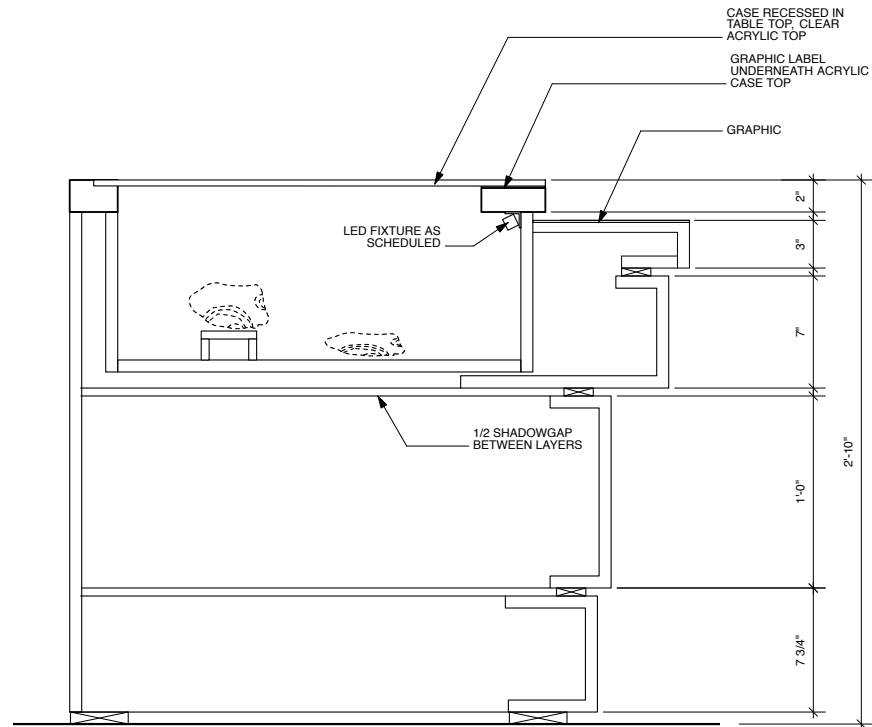 CASE RECESSED IN
TABLE TOP, CLEAR
ACRYLIC TOP
GRAPHIC LABEL
UNDERNEATH ACRYLIC
CASE TOP
GRAPHIC
LED FIXTURE AS
SCHEDULED
1/2 SHADOWGAP
BETWEEN LAYERS
2"
3"
7"
1'-0"
7 3/4"
2'-10"